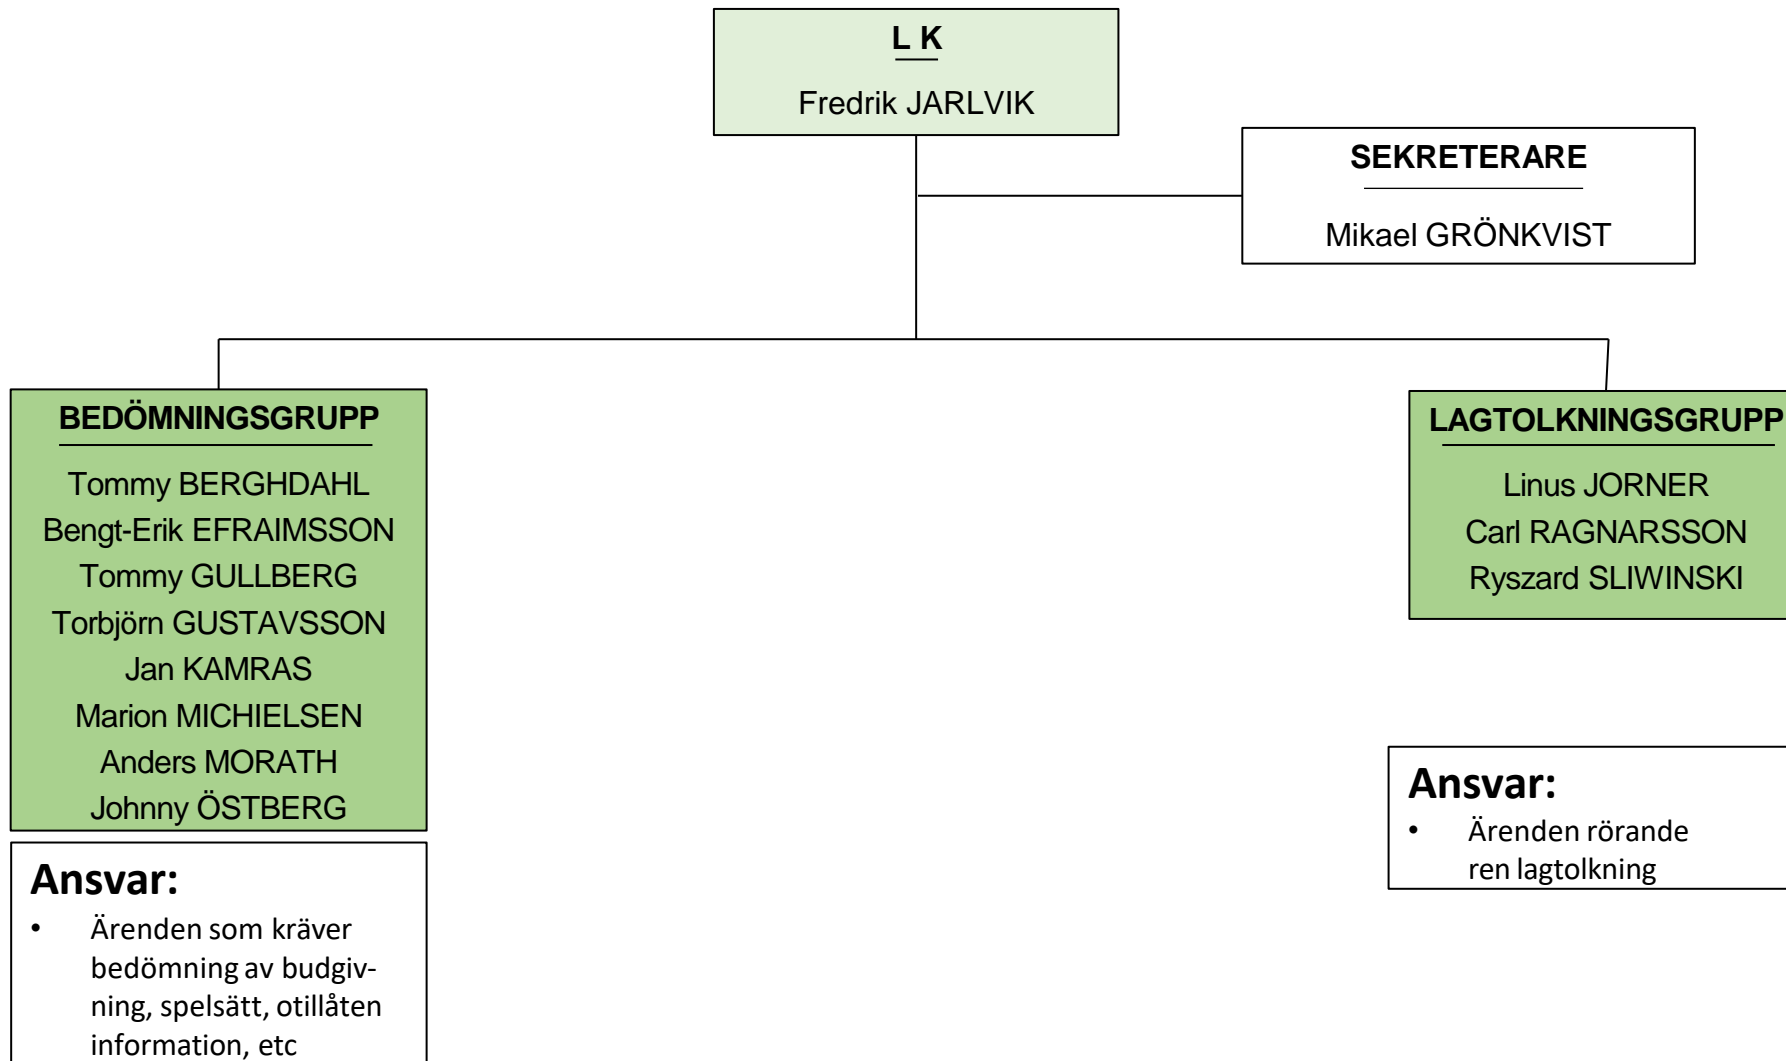 L K
Fredrik JARLVIK
SEKRETERARE
Mikael GRÖNKVIST
BEDÖMNINGSGRUPP
Tommy BERGHDAHL
Bengt-Erik EFRAIMSSON
Tommy GULLBERG
Torbjörn GUSTAVSSON
Jan KAMRAS
Marion MICHIELSEN
Anders MORATH
Johnny ÖSTBERG
Ansvar:
• Ärenden som kräver
bedömning av budgiv-
ning, spelsätt, otillåten
information, etc
LAGTOLKNINGSGRUPP
Linus JORNER
Carl RAGNARSSON
Ryszard SLIWINSKI
Ansvar:
• Ärenden rörande
ren lagtolkning